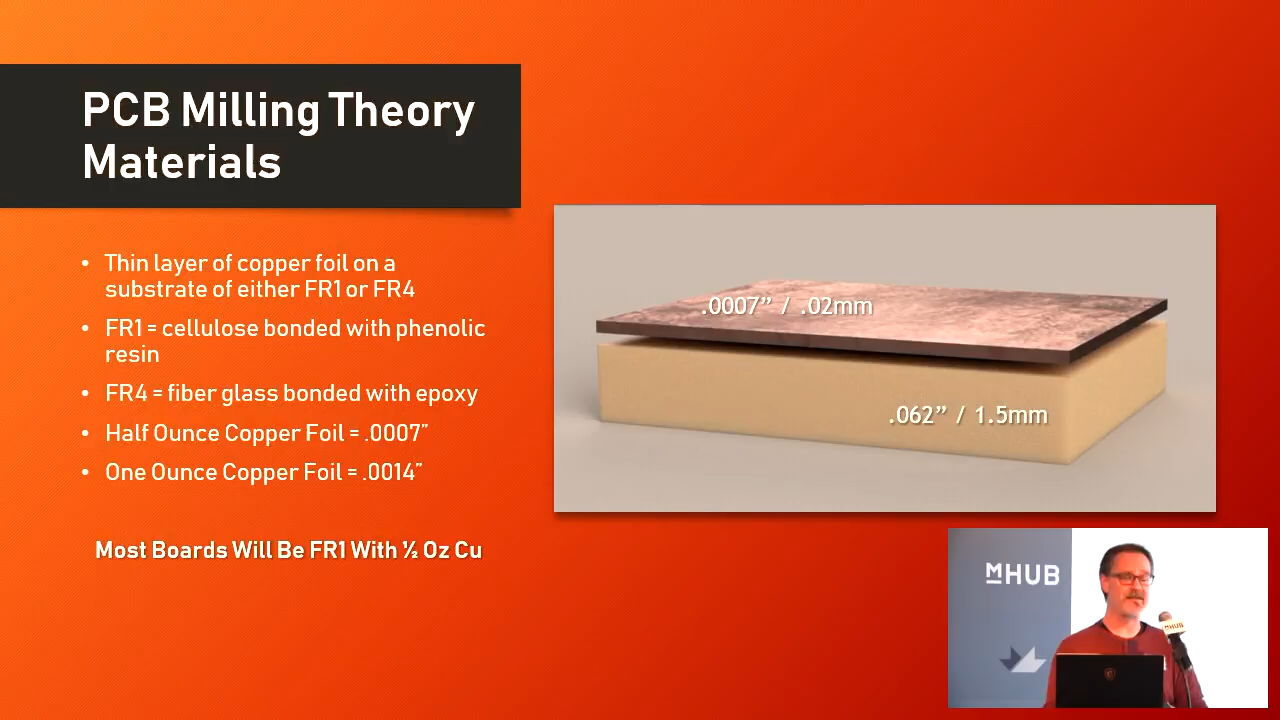 PCB Milling Theory
Materials
• Thin layer of copper foil on a
substrate of either FR1 or FR4
• FR1 = cellulose bonded with phenolic
resin
• FR4 = fiber glass bonded with epoxy
• Half Ounce Copper Foil = .0007”
• One Ounce Copper Foil = .0014”
Most Boards Will Be FR1 With ½ Oz Cu
.0007” / .02mm
.062” / 1.5mm
MHUB
MHUB